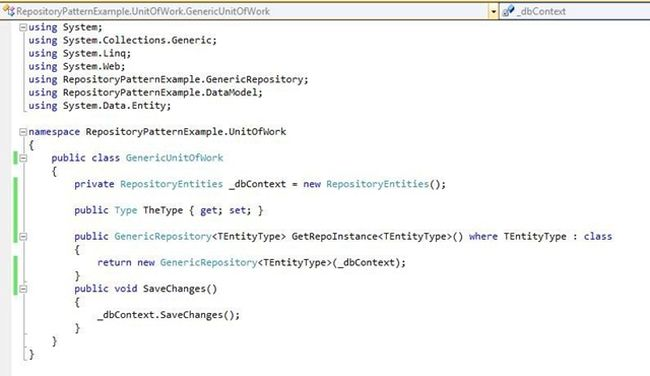 RepositoryPatternExample.UnitOfWork.GenericUnitOfWork
_dbContext
using System;
using System.Collections.Generic;
using System.Linq;
using System.Web;
using RepositoryPatternExample.GenericRepository;
using RepositoryPatternExample.DataModel;
using System.Data.Entity;
namespace RepositoryPatternExample.UnitOfWork
{
public class GenericUnitOfWork
{
private RepositoryEntities _dbContext = new RepositoryEntities();
public Type TheType { get; set; }
public GenericRepository<TEntityType> GetRepoInstance<TEntityType>() where TEntityType : class
{
return new GenericRepository<TEntityType>(_dbContext);
}
public void SaveChanges()
{
_dbContext.SaveChanges();
}
}
}